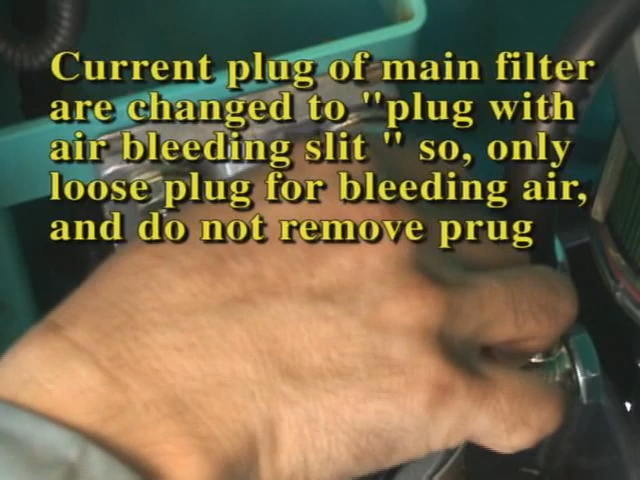 Current plug of main filter
are changed to "plug with
air bleeding slit " so, only
loose plug for bleeding air,
and do not remove prug